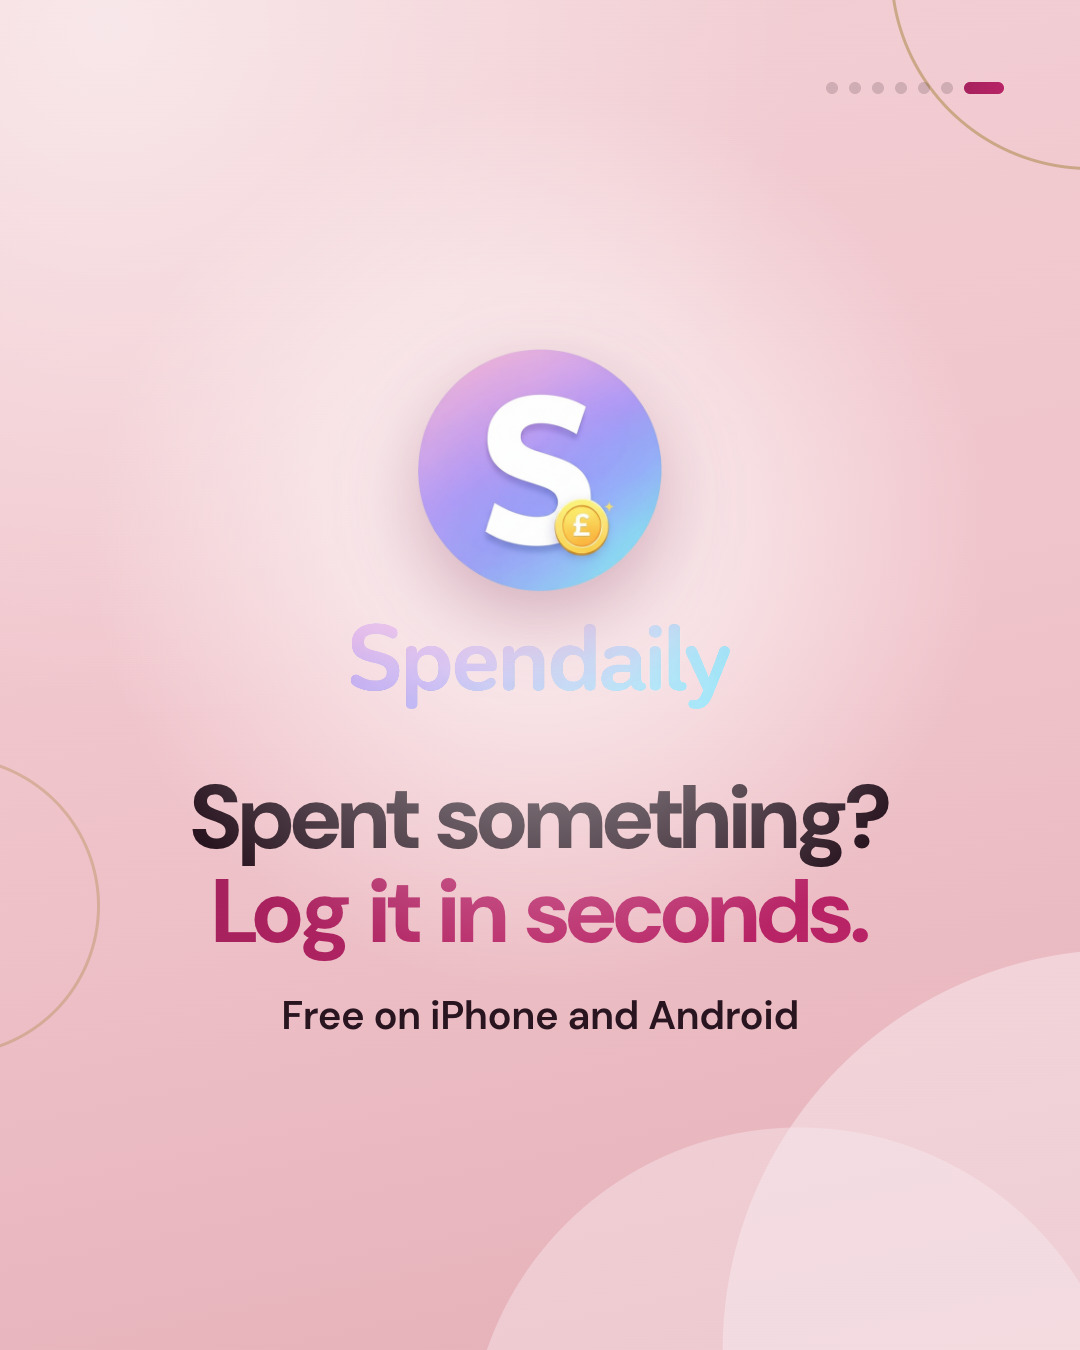 S
£
Spendaily
Spent something?
Log it in seconds.
Free on iPhone and Android